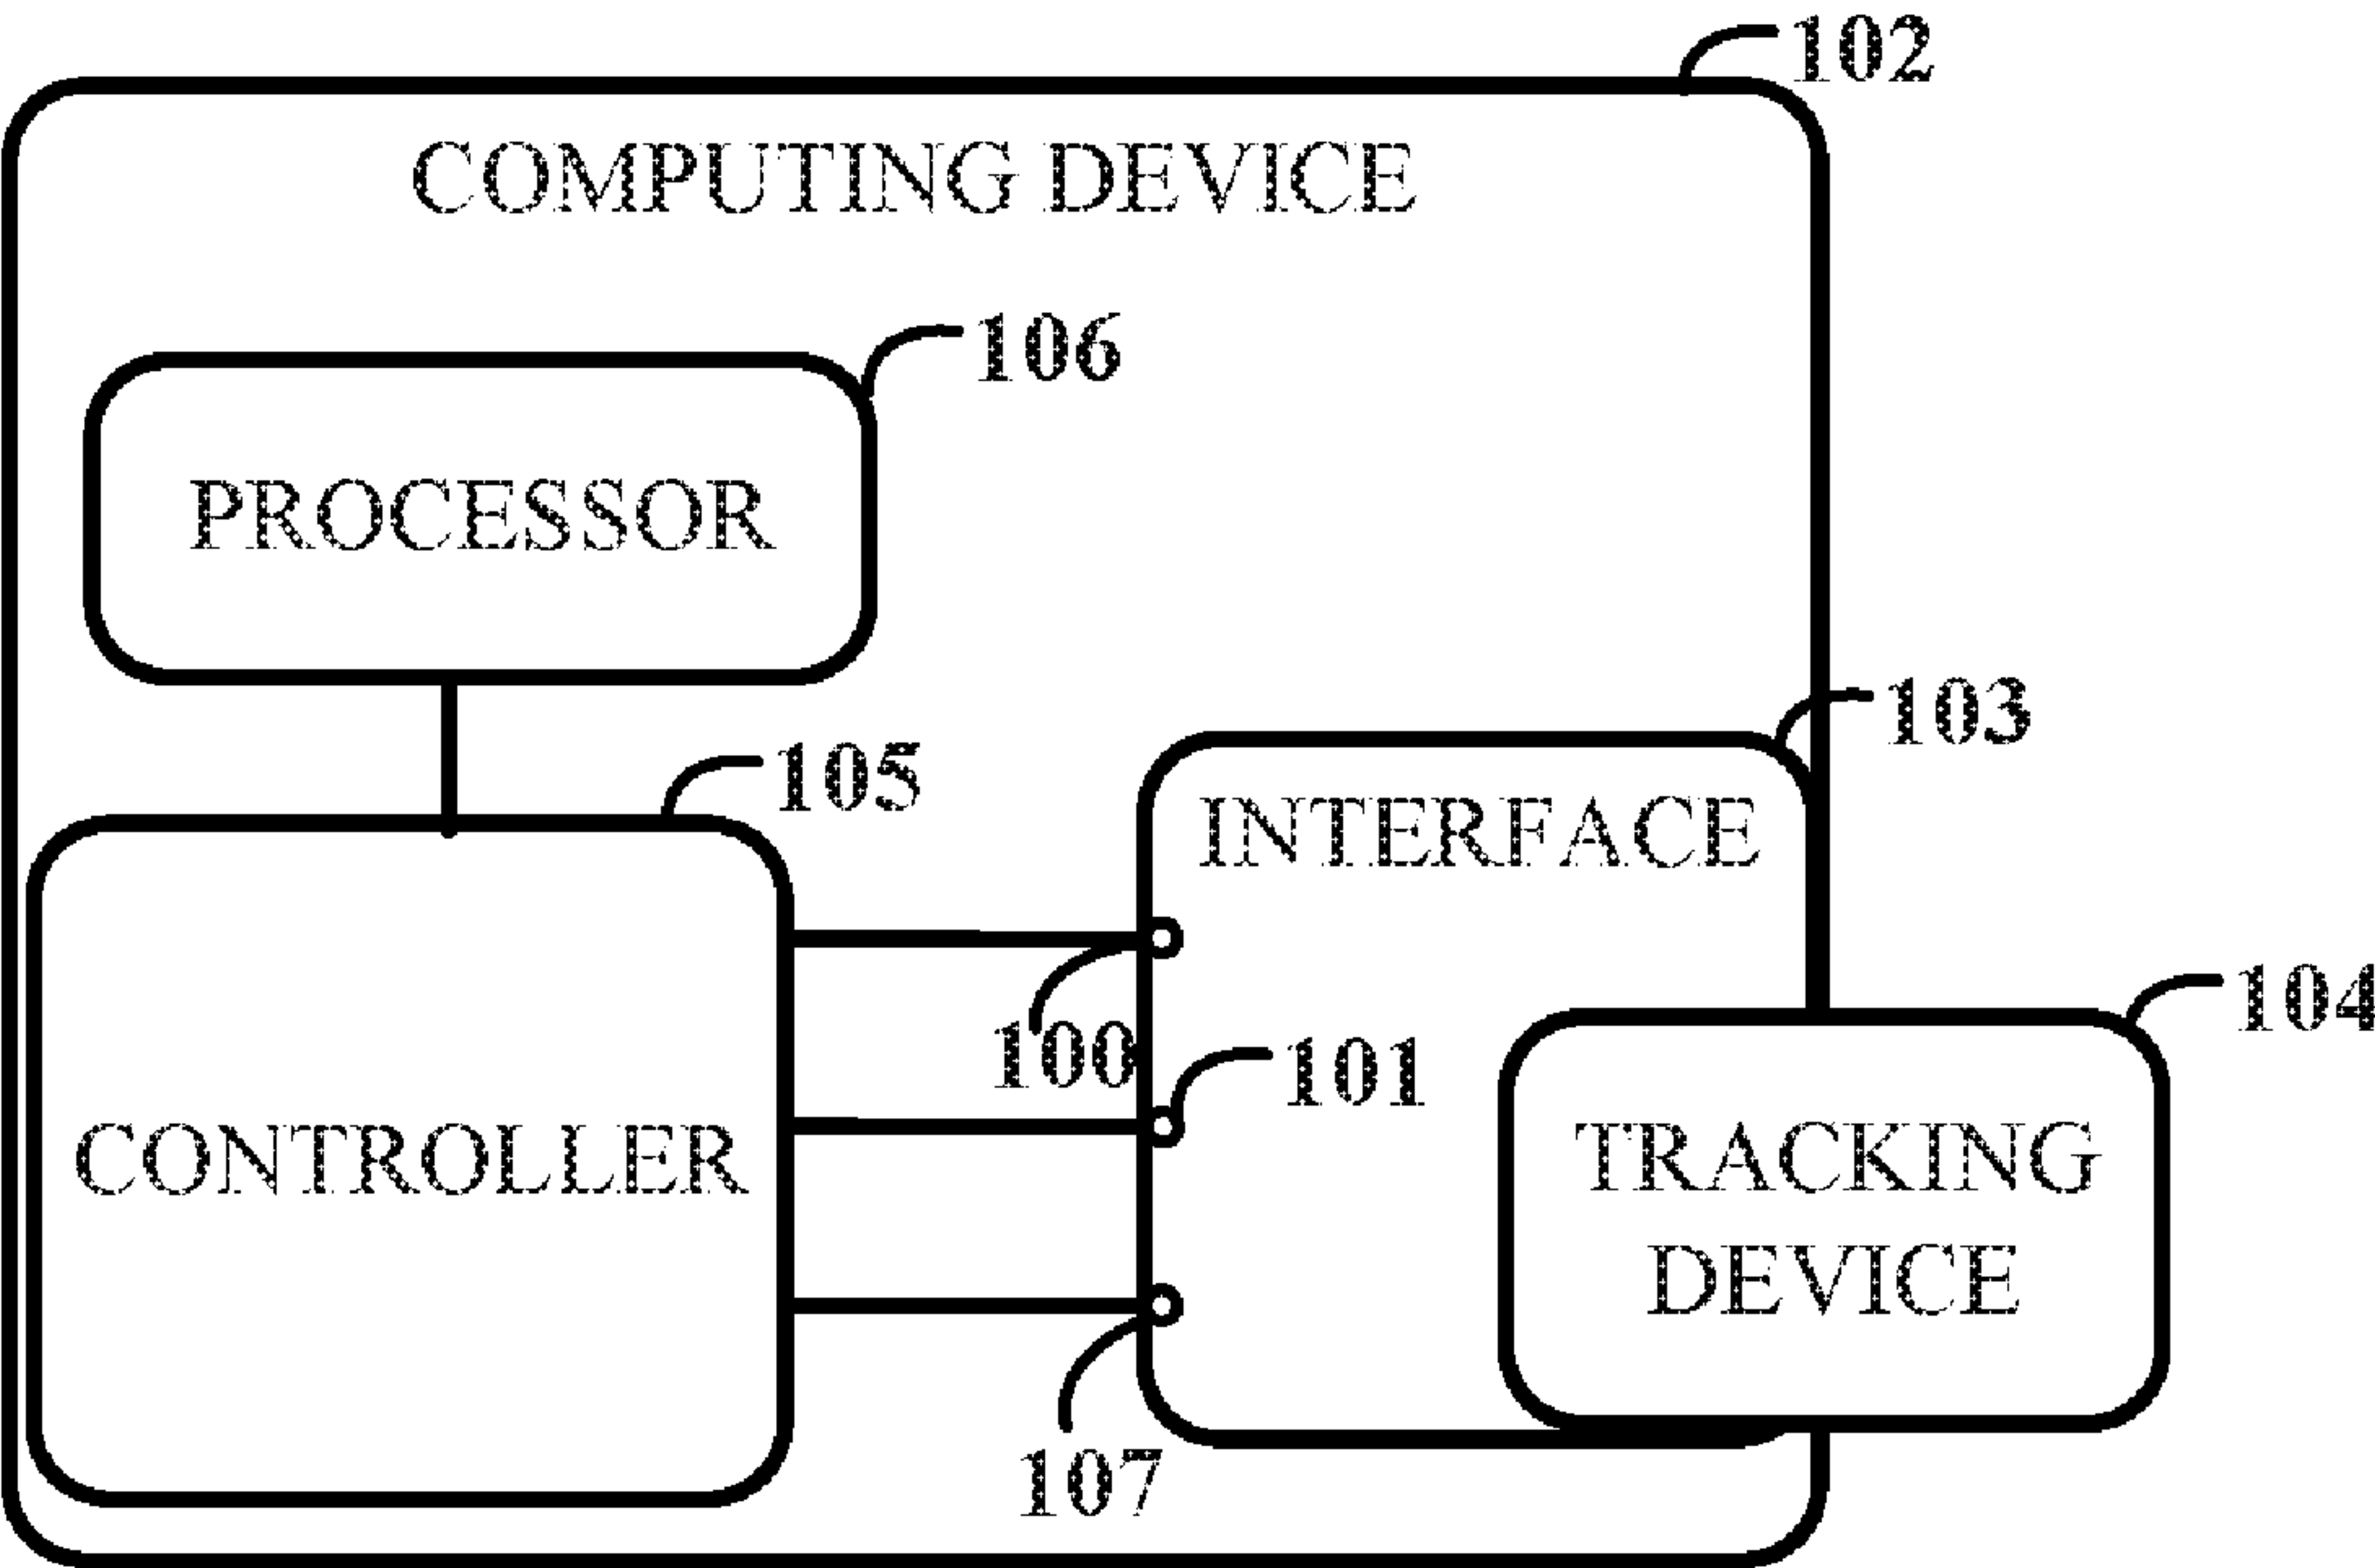 102
COMPUTING DEVICE
106
PROCESSOR
103
105
INTERFACE
104
100
101
CONTROLLER
TRACKING
DEVICE
107